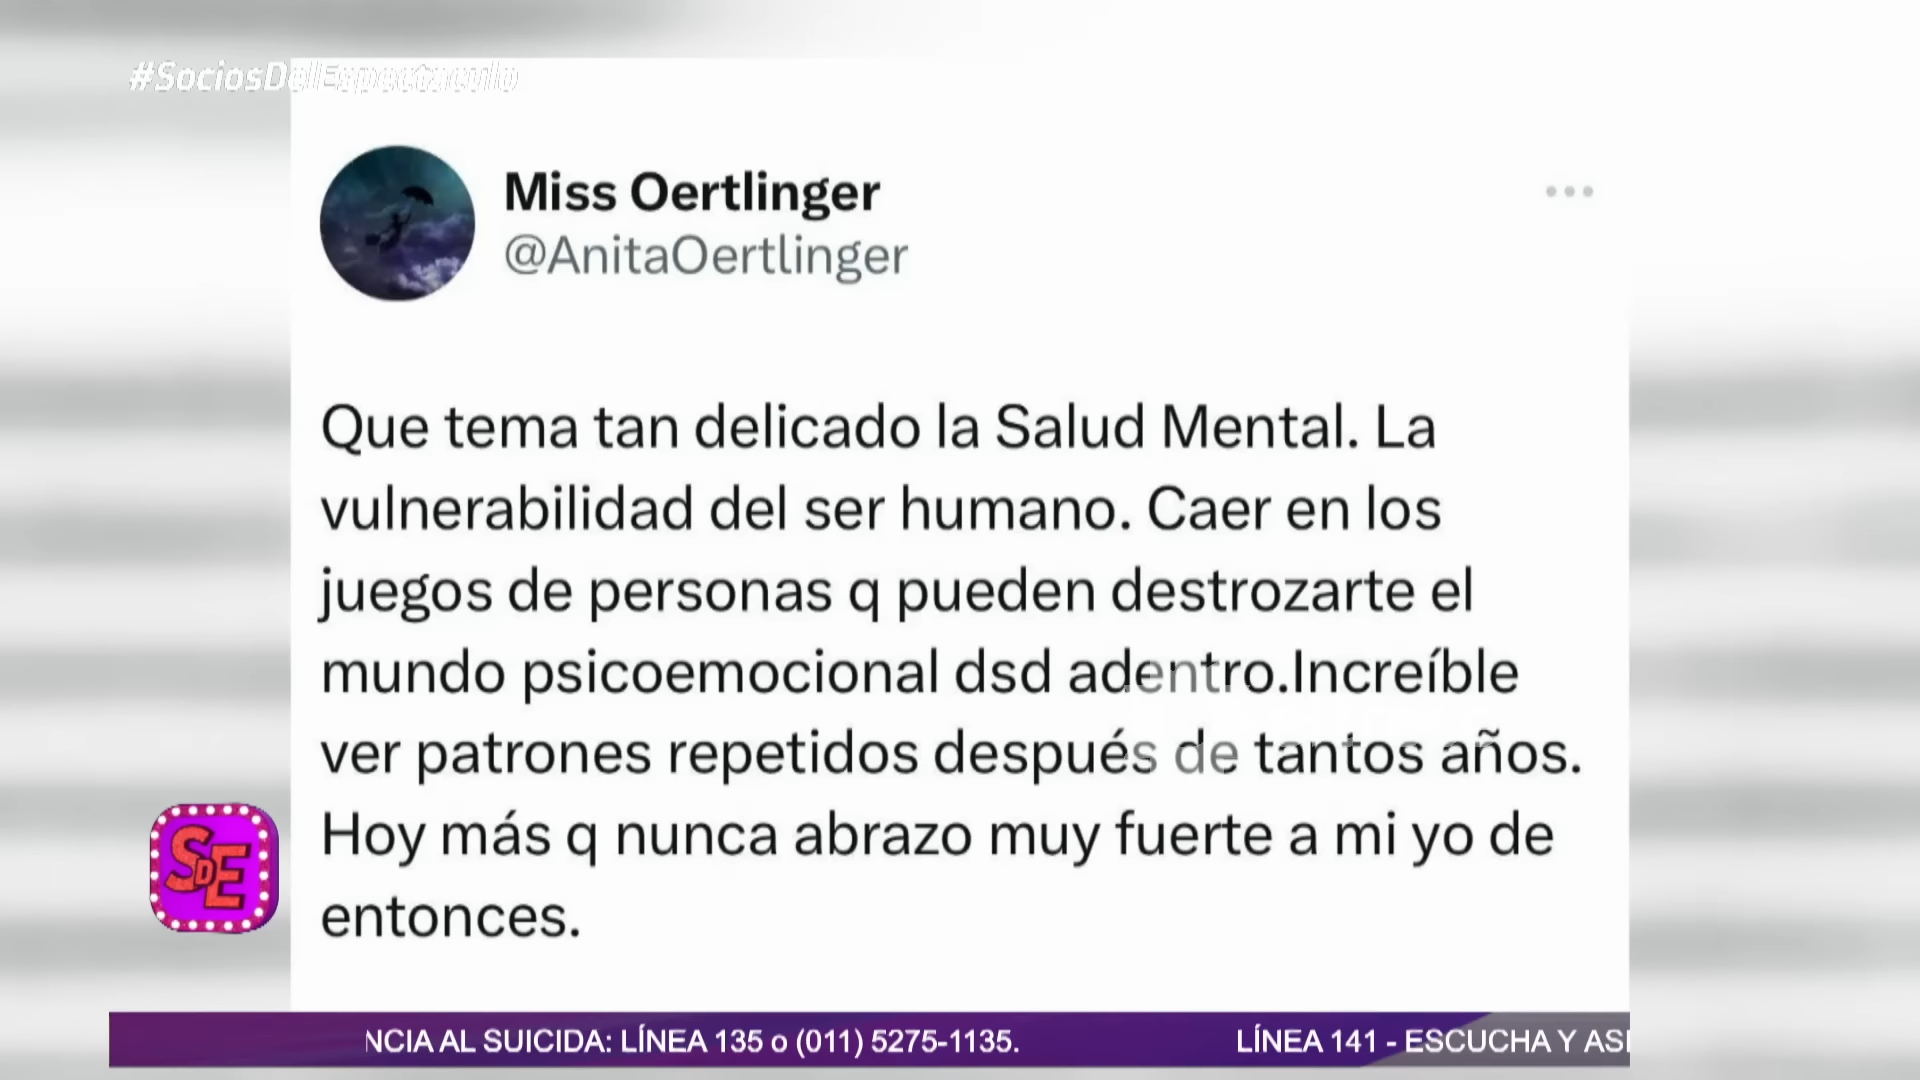 #SociosDelEspectaculo
Miss Oertlinger
@AnitaOertlinger
Que tema tan delicado la Salud Mental. La
vulnerabilidad del ser humano. Caer en los
juegos de personas q pueden destrozarte el
mundo psicoemocional dsd adentro.Increíble
ver patrones repetidos después de tantos años.
Hoy más q nunca abrazo muy fuerte a mi yo de
entonces.
SDE
NCIA AL SUICIDA: LÍNEA 135 o (011) 5275-1135. LÍNEA 141 - ESCUCHA Y ASI